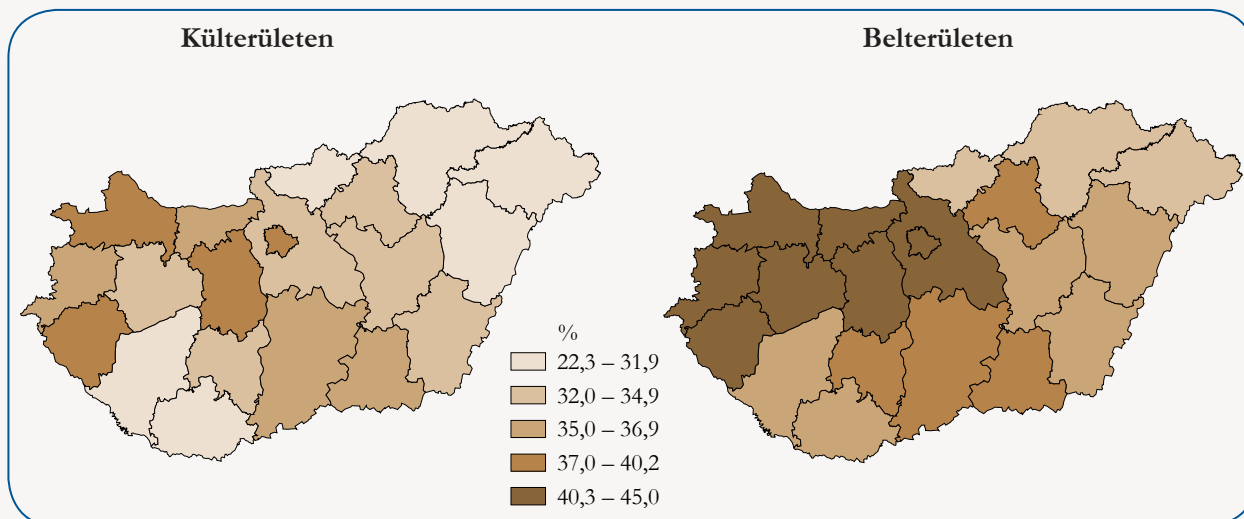 Külterületen
Belterületen
%
22,3 – 31,9
32,0 – 34,9
35,0 – 36,9
37,0 – 40,2
40,3 – 45,0